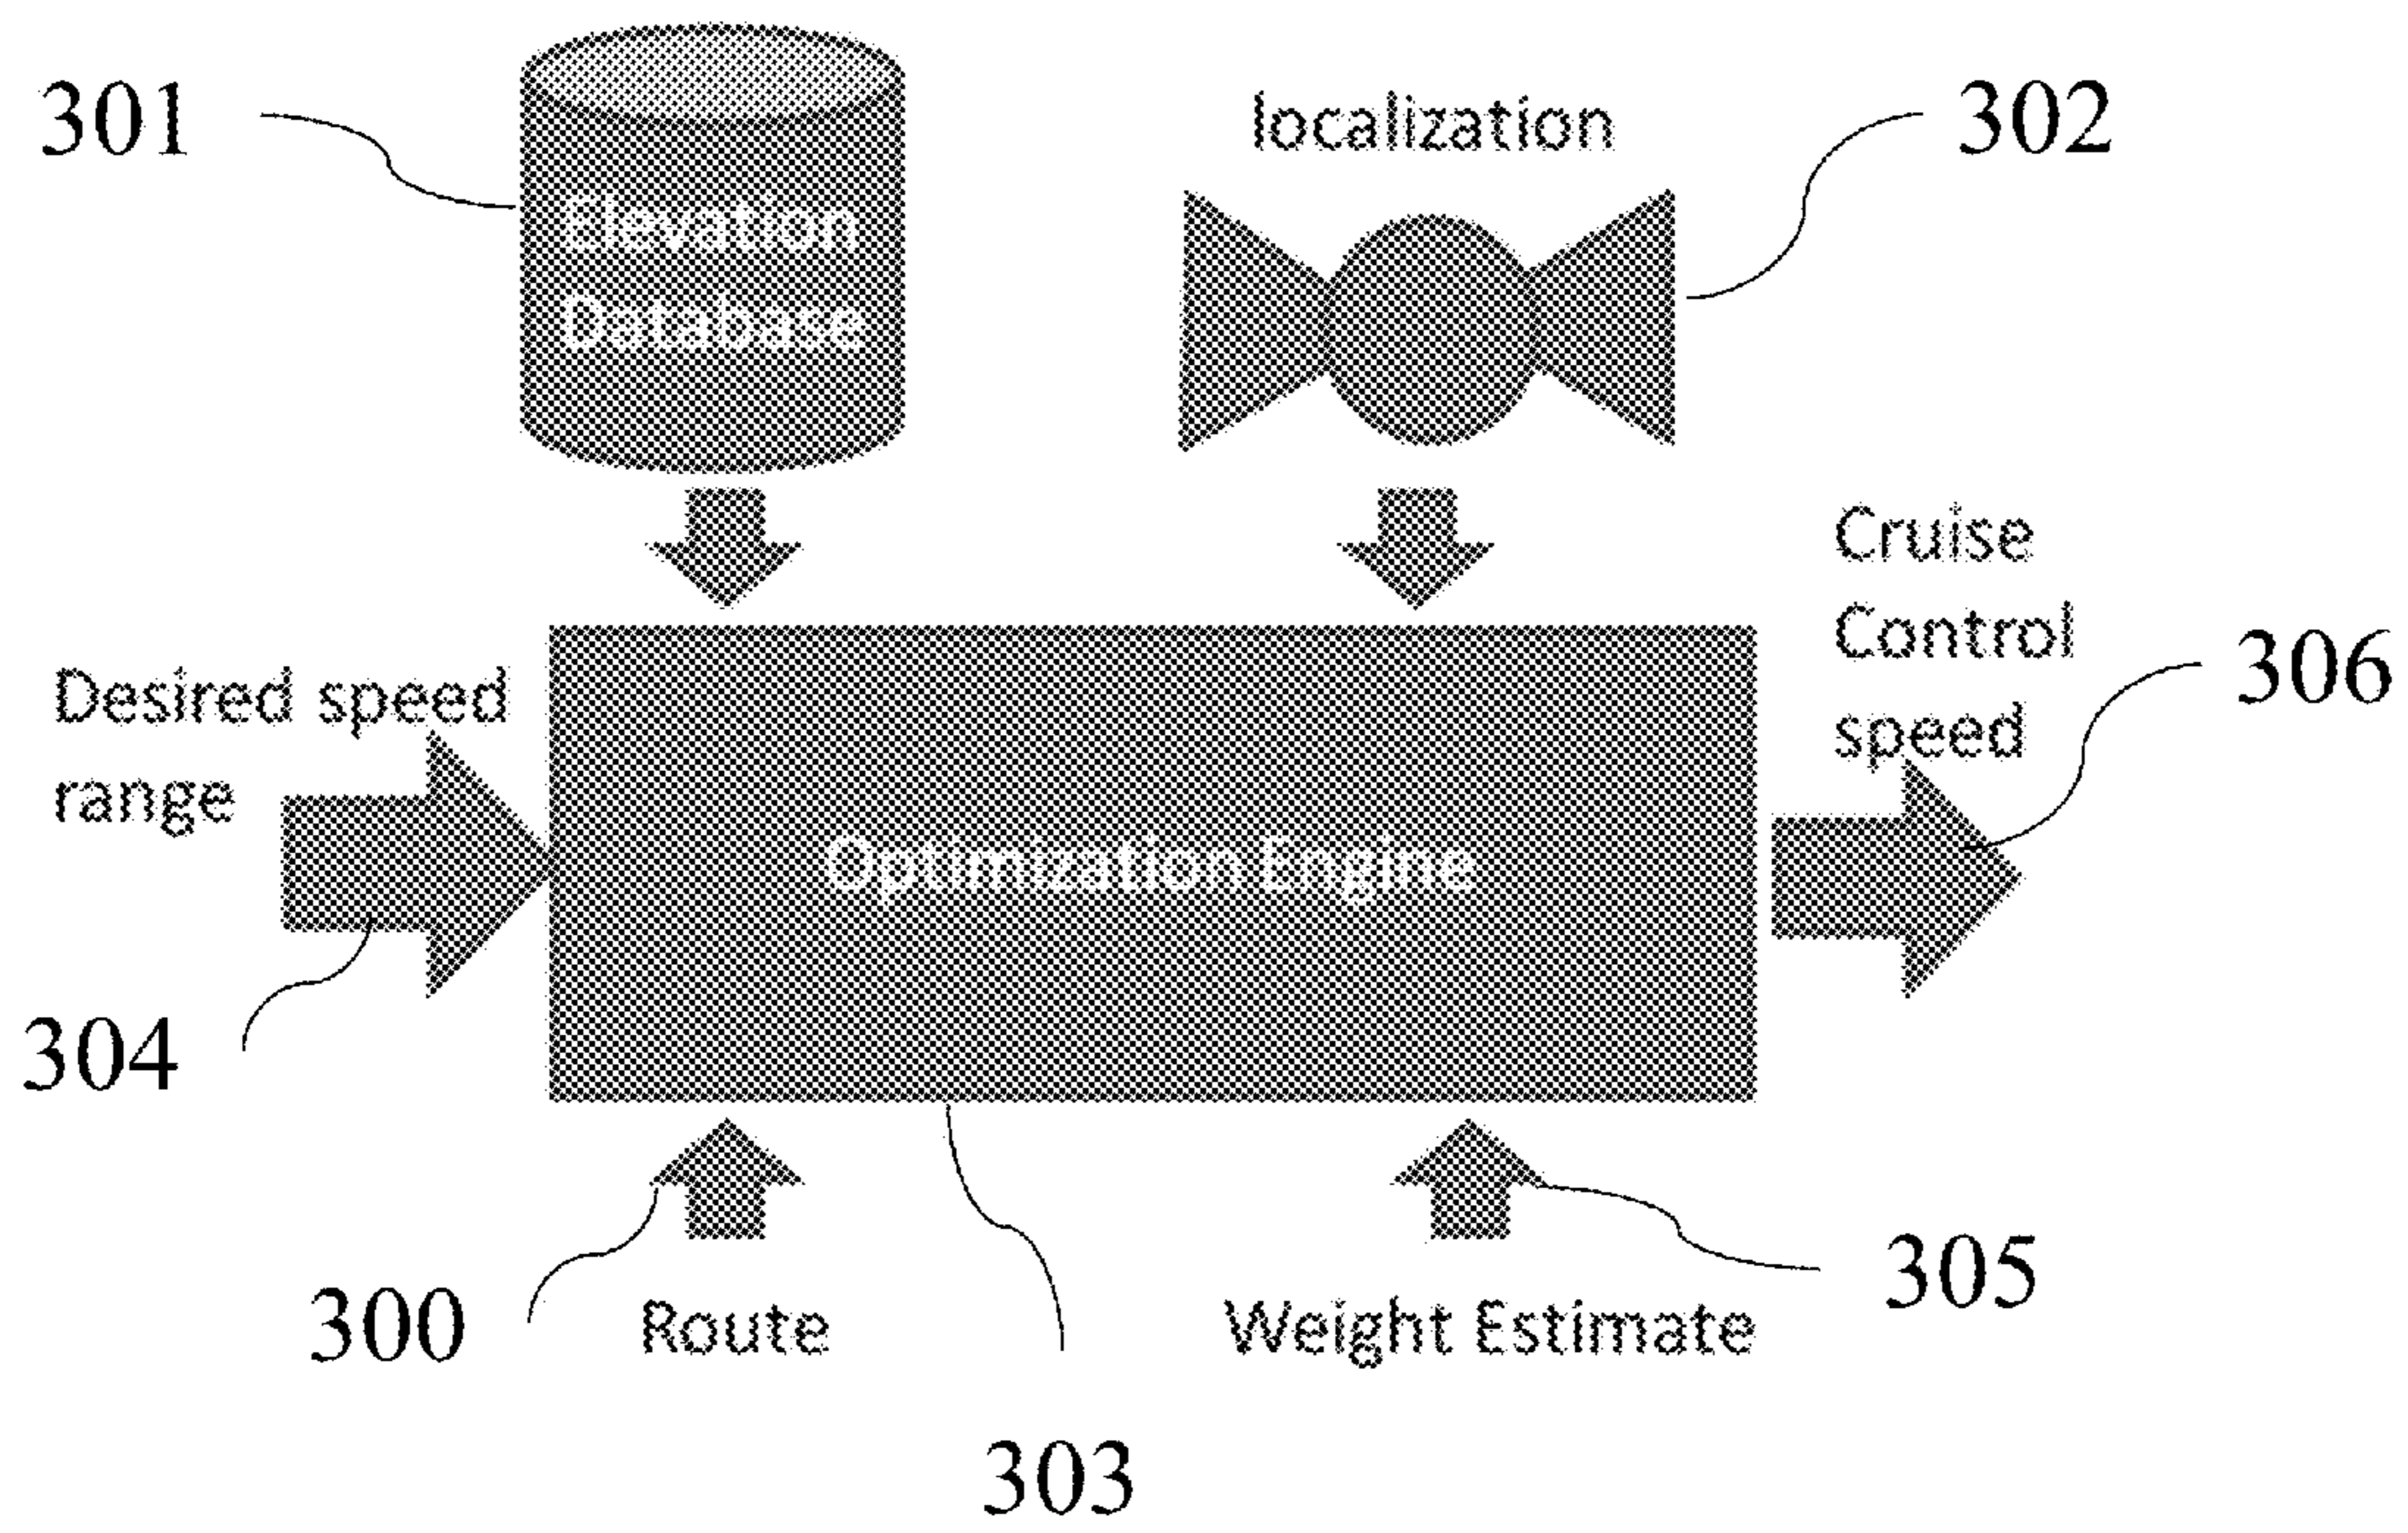 301
Elevation
Database
localization
302
Cruise
Control
speed
306
Desired speed
range
304
Optimization Engine
300
Route
Weight Estimate
305
303